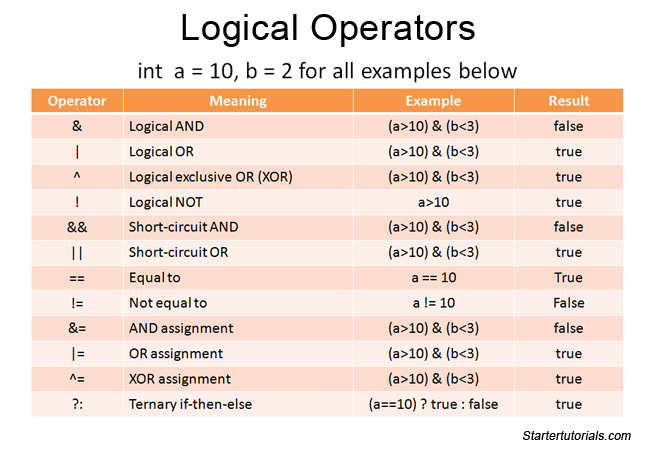 Logical Operators
int a = 10, b = 2 for all examples below
Operator Meaning Example Result
& Logical AND (a>10) & (b<3) false
| Logical OR (a>10) & (b<3) true
^ Logical exclusive OR (XOR) (a>10) & (b<3) true
! Logical NOT a>10 true
&& Short-circuit AND (a>10) & (b<3) false
|| Short-circuit OR (a>10) & (b<3) true
== Equal to a == 10 True
!= Not equal to a != 10 False
&= AND assignment (a>10) & (b<3) false
|= OR assignment (a>10) & (b<3) true
^= XOR assignment (a>10) & (b<3) true
?: Ternary if-then-else (a==10) ? true : false true
Startertutorials.com